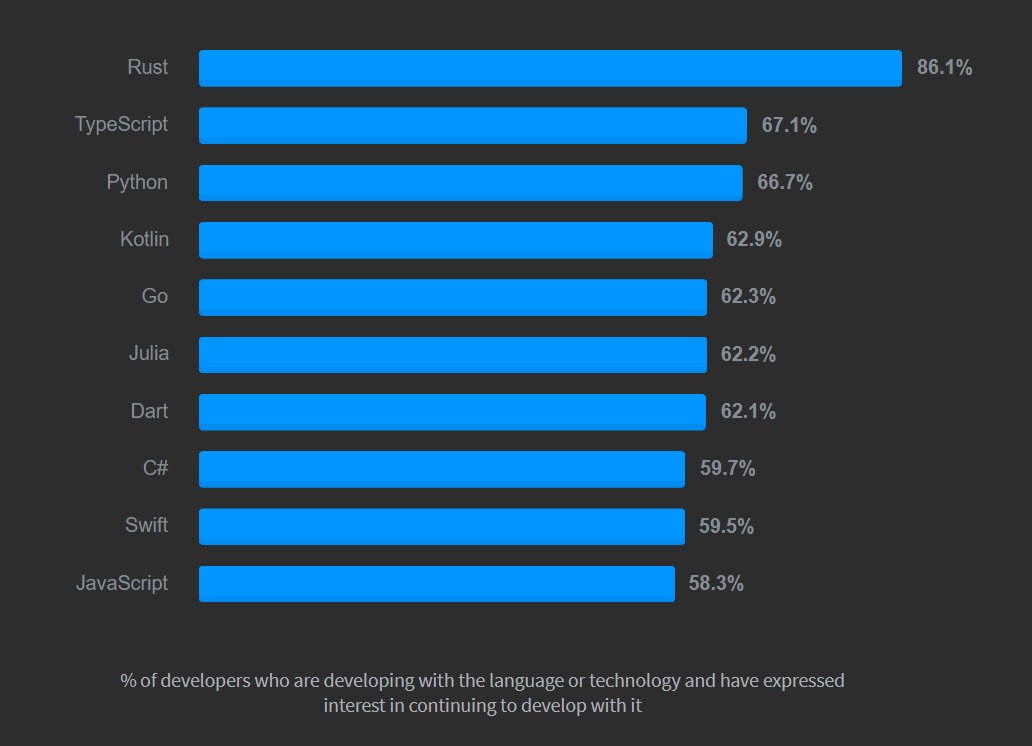 Rust 86.1%
TypeScript 67.1%
Python 66.7%
Kotlin 62.9%
Go 62.3%
Julia 62.2%
Dart 62.1%
C# 59.7%
Swift 59.5%
JavaScript 58.3%
% of developers who are developing with the language or technology and have expressed
interest in continuing to develop with it